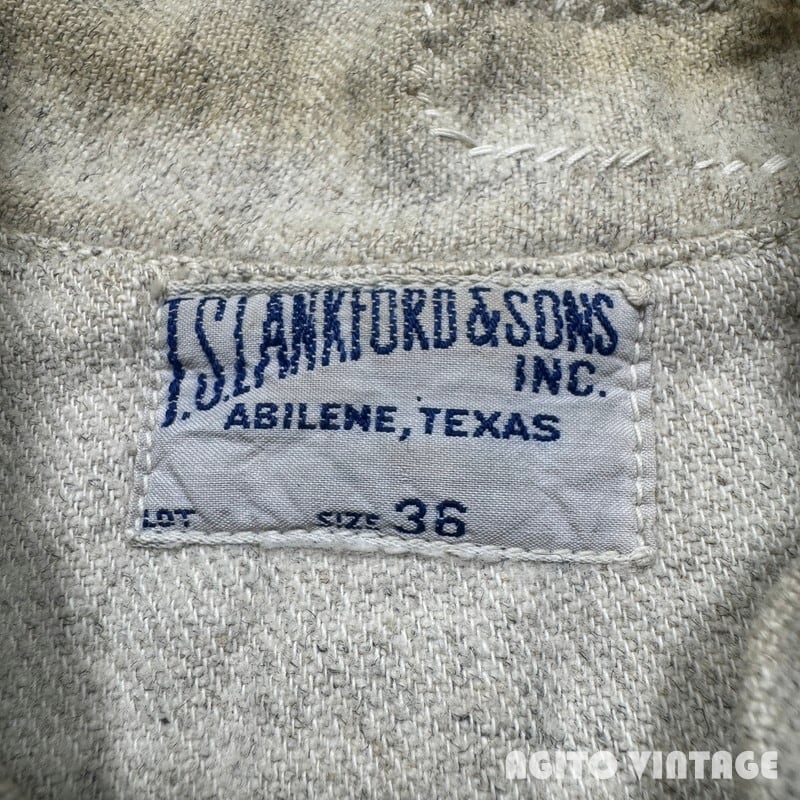 T.S. LANKFORD & SONS
INC.
ABILENE, TEXAS
LOT SIZE 36
AGITO VINTAGE